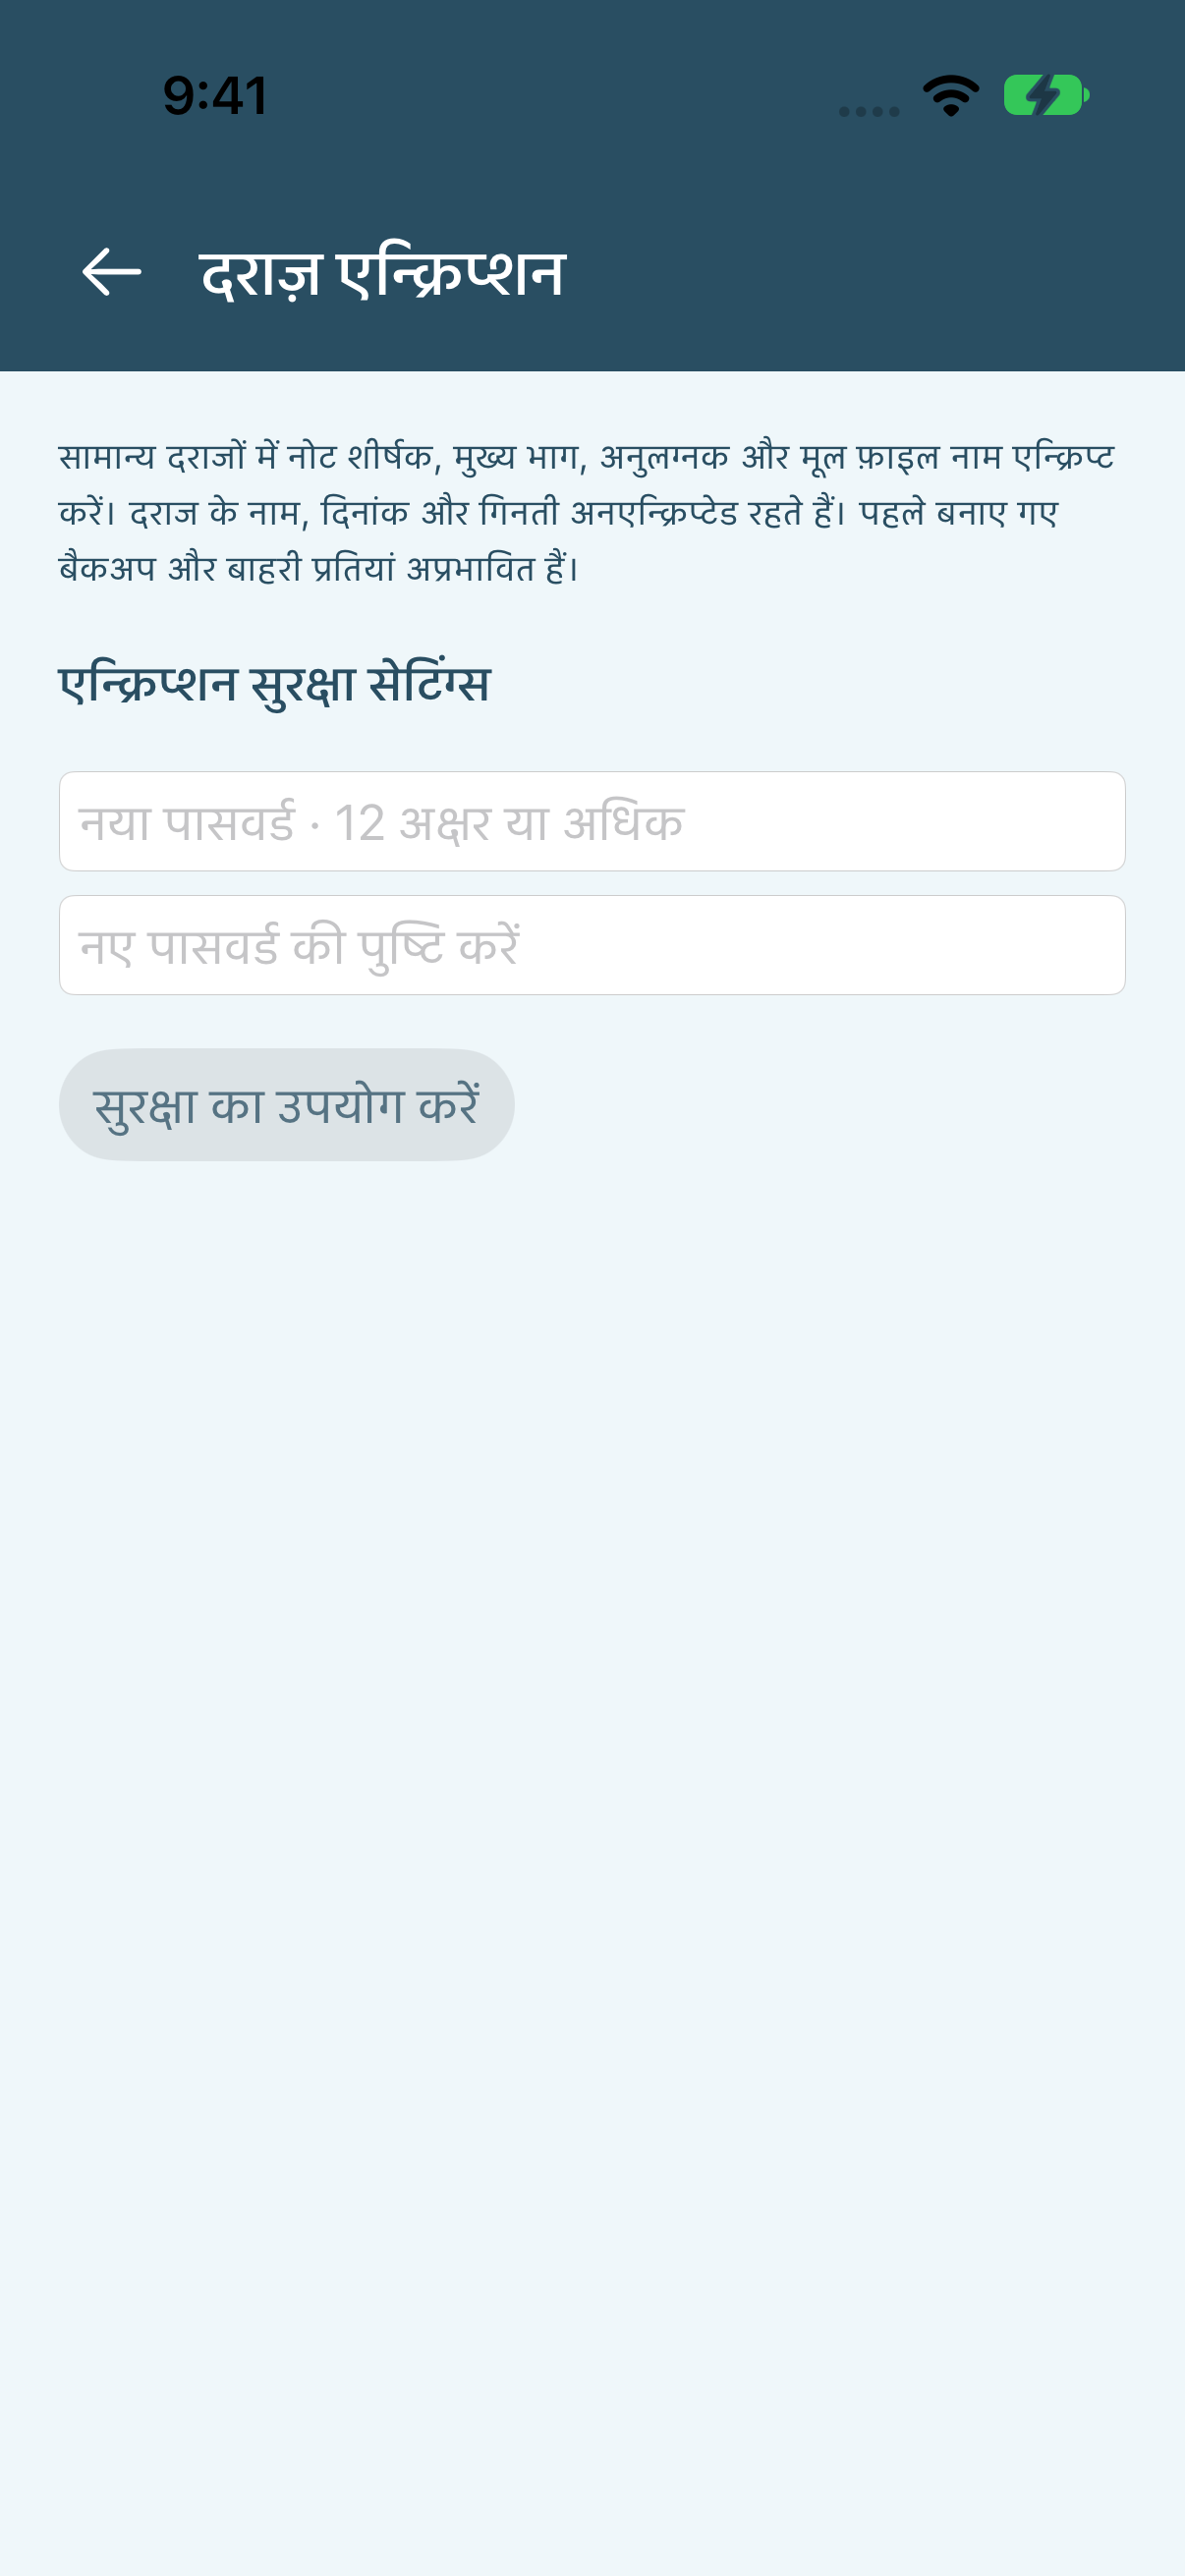 9:41
दराज़ एन्क्रिप्शन
सामान्य दराजों में नोट शीर्षक, मुख्य भाग, अनुलग्नक और मूल फ़ाइल नाम एन्क्रिप्ट
करें। दराज के नाम, दिनांक और गिनती अनएन्क्रिप्टेड रहते हैं। पहले बनाए गए
बैकअप और बाहरी प्रतियां अप्रभावित हैं।
एन्क्रिप्शन सुरक्षा सेटिंग्स
नया पासवर्ड · 12 अक्षर या अधिक
नए पासवर्ड की पुष्टि करें
सुरक्षा का उपयोग करें